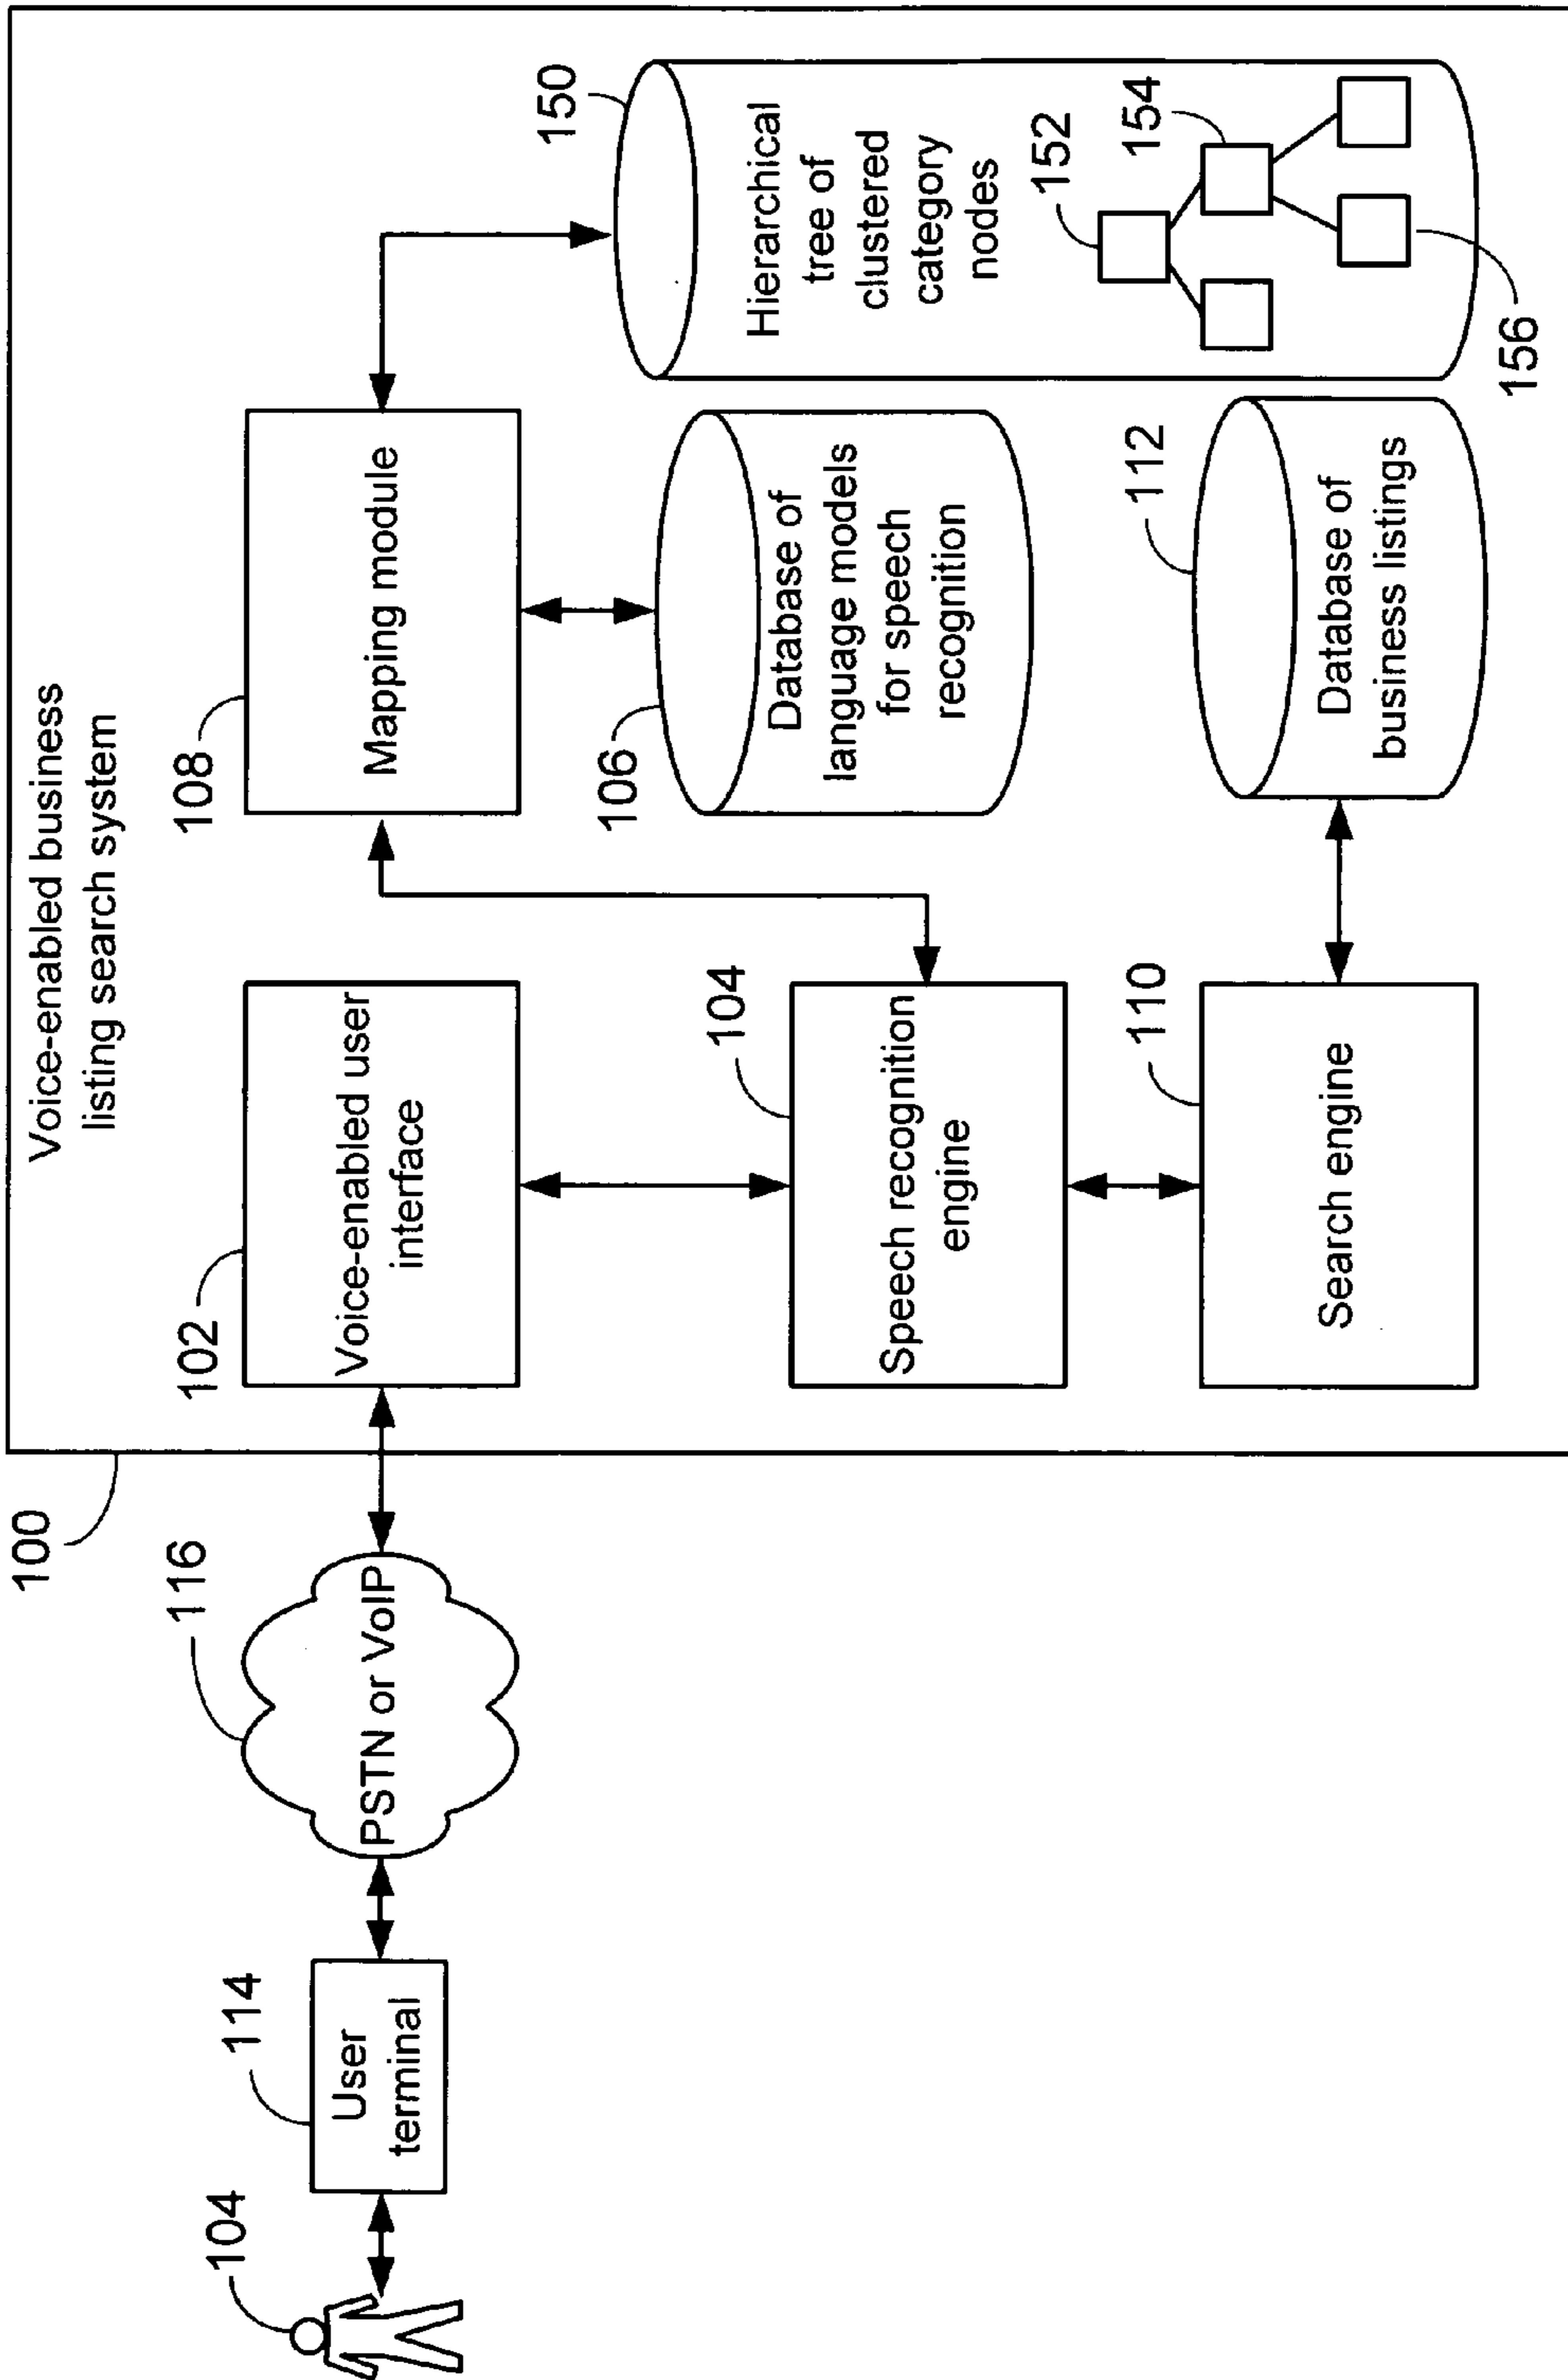 Voice-enabled business
listing search system
100
104
User
terminal
114
PSTN or VoIP
116
102
Voice-enabled user
interface
108
Mapping module
150
Hierarchical
tree of
clustered
category
nodes
152
154
156
106
Database of
language models
for speech
recognition
104
Speech recognition
engine
110
Search engine
112
Database of
business listings